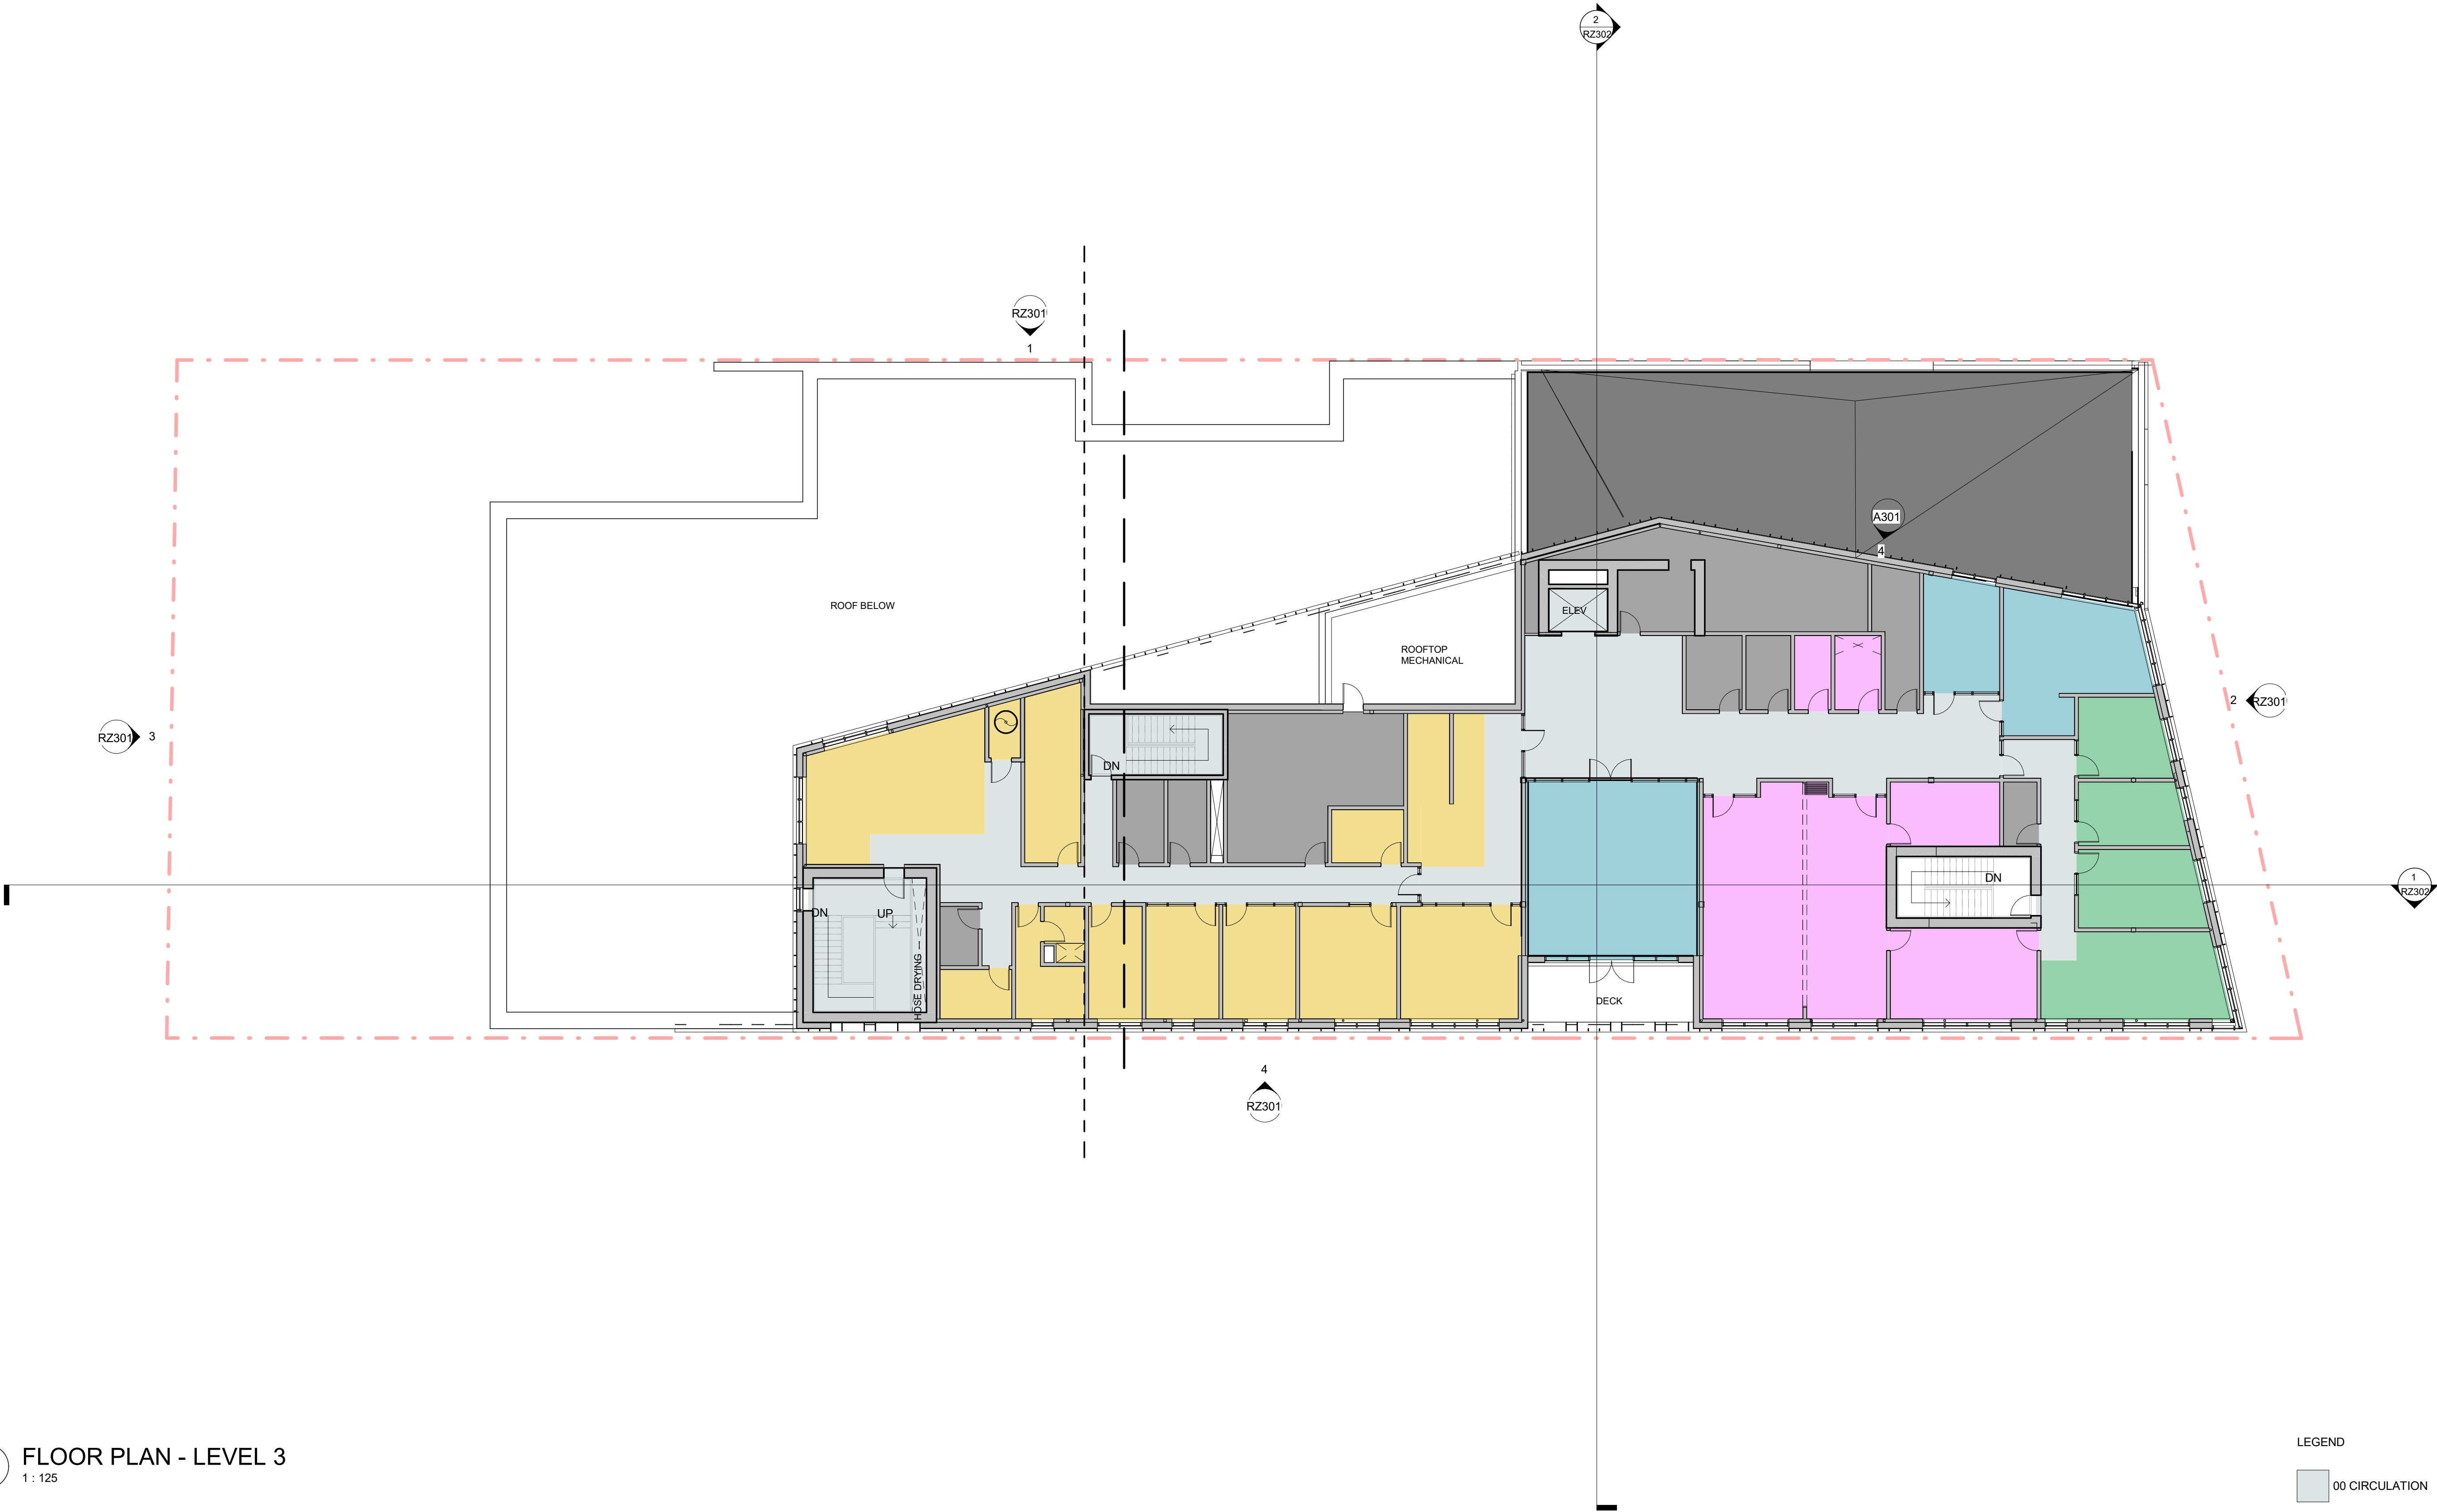 2
RZ302
RZ301
1
A301
4
ROOF BELOW
ELEV
ROOFTOP
MECHANICAL
2
RZ301
RZ301
3
DN
DN
1
RZ302
DN
UP
HOSE DRYING
DECK
4
RZ301
FLOOR PLAN - LEVEL 3
1 : 125
LEGEND
00 CIRCULATION